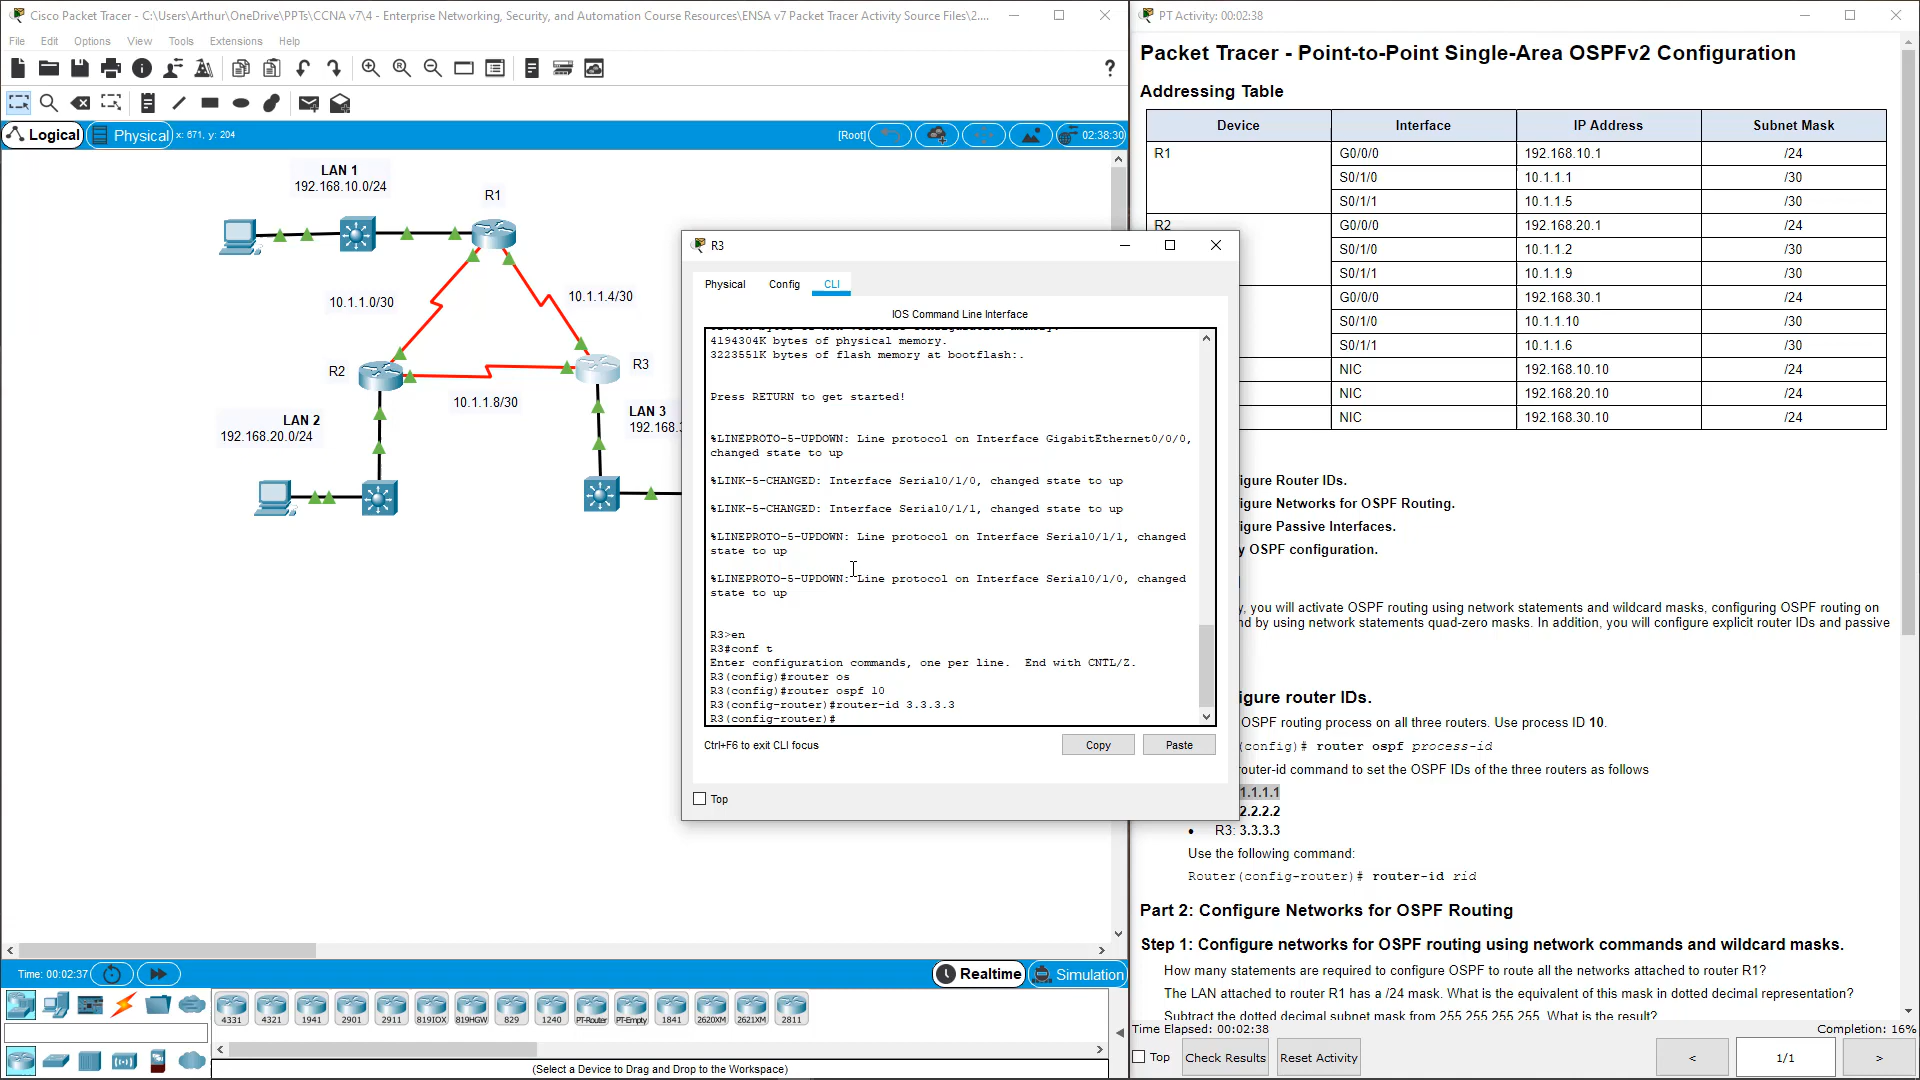 Cisco Packet Tracer - C:\Users\Arthur\OneDrive\PPTs\CCNA v7\4 - Enterprise Networking, Security, and Automation Course Resources\ENSA v7 Packet Tracer Activity Source Files\2....
File Edit Options View Tools Extensions Help
?
Logical
Physical
x: 671, y: 204
[Root]
02:38:30
LAN 1
192.168.10.0/24
R1
10.1.1.0/30
10.1.1.4/30
R2
R3
10.1.1.8/30
LAN 2
192.168.20.0/24
LAN 3
R3
Physical Config CLI
IOS Command Line Interface
4194304K bytes of physical memory.
3223551K bytes of flash memory at bootflash:.
Press RETURN to get started!
%LINEPROTO-5-UPDOWN: Line protocol on Interface GigabitEthernet0/0/0,
changed state to up
%LINK-5-CHANGED: Interface Serial0/1/0, changed state to up
%LINK-5-CHANGED: Interface Serial0/1/1, changed state to up
%LINEPROTO-5-UPDOWN: Line protocol on Interface Serial0/1/1, changed
state to up
%LINEPROTO-5-UPDOWN: Line protocol on Interface Serial0/1/0, changed
state to up
R3>en
R3#conf t
Enter configuration commands, one per line.  End with CNTL/Z.
R3(config)#router os
R3(config)#router ospf 10
R3(config-router)#router-id 3.3.3.3
R3(config-router)#
Ctrl+F6 to exit CLI focus
Copy
Paste
Top
Time: 00:02:37
Realtime
Simulation
4331 4321 1941 2901 2911 819IOX 819HGW 829 1240 PT-Router PT-Empty 1841 2620XM 2621XM 2811
(Select a Device to Drag and Drop to the Workspace)
PT Activity: 00:02:38
Packet Tracer - Point-to-Point Single-Area OSPFv2 Configuration
Addressing Table
Device Interface IP Address Subnet Mask
R1 G0/0/0 192.168.10.1 /24
S0/1/0 10.1.1.1 /30
S0/1/1 10.1.1.5 /30
R2 G0/0/0 192.168.20.1 /24
S0/1/0 10.1.1.2 /30
S0/1/1 10.1.1.9 /30
G0/0/0 192.168.30.1 /24
S0/1/0 10.1.1.10 /30
S0/1/1 10.1.1.6 /30
NIC 192.168.10.10 /24
NIC 192.168.20.10 /24
NIC 192.168.30.10 /24
igure Router IDs.
igure Networks for OSPF Routing.
igure Passive Interfaces.
y OSPF configuration.
y, you will activate OSPF routing using network statements and wildcard masks, configuring OSPF routing on
nd by using network statements quad-zero masks. In addition, you will configure explicit router IDs and passive
igure router IDs.
OSPF routing process on all three routers. Use process ID 10.
(config)# router ospf process-id
outer-id command to set the OSPF IDs of the three routers as follows
1.1.1.1
2.2.2.2
• R3: 3.3.3.3
Use the following command:
Router(config-router)# router-id rid
Part 2: Configure Networks for OSPF Routing
Step 1: Configure networks for OSPF routing using network commands and wildcard masks.
How many statements are required to configure OSPF to route all the networks attached to router R1?
The LAN attached to router R1 has a /24 mask. What is the equivalent of this mask in dotted decimal representation?
Subtract the dotted decimal subnet mask from 255.255.255.255. What is the result?
Time Elapsed: 00:02:38
Completion: 16%
Top
Check Results
Reset Activity
<
1/1
>